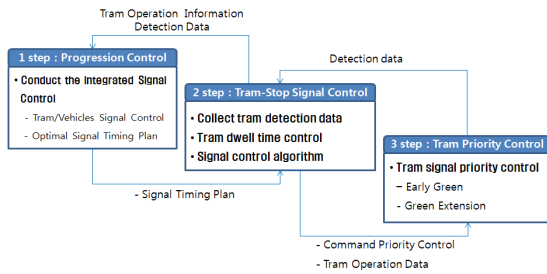 Tram Operation Information
Detection Data
Detection data
1 step : Progression Control
• Conduct the Integrated Signal
Control
- Tram/Vehicles Signal Control
- Optimal Signal Timing Plan
2 step : Tram-Stop Signal Control
• Collect tram detection data
• Tram dwell time control
• Signal control algorithm
3 step : Tram Priority Control
• Tram signal priority control
– Early Green
- Green Extension
- Signal Timing Plan
- Command Priority Control
- Tram Operation Data